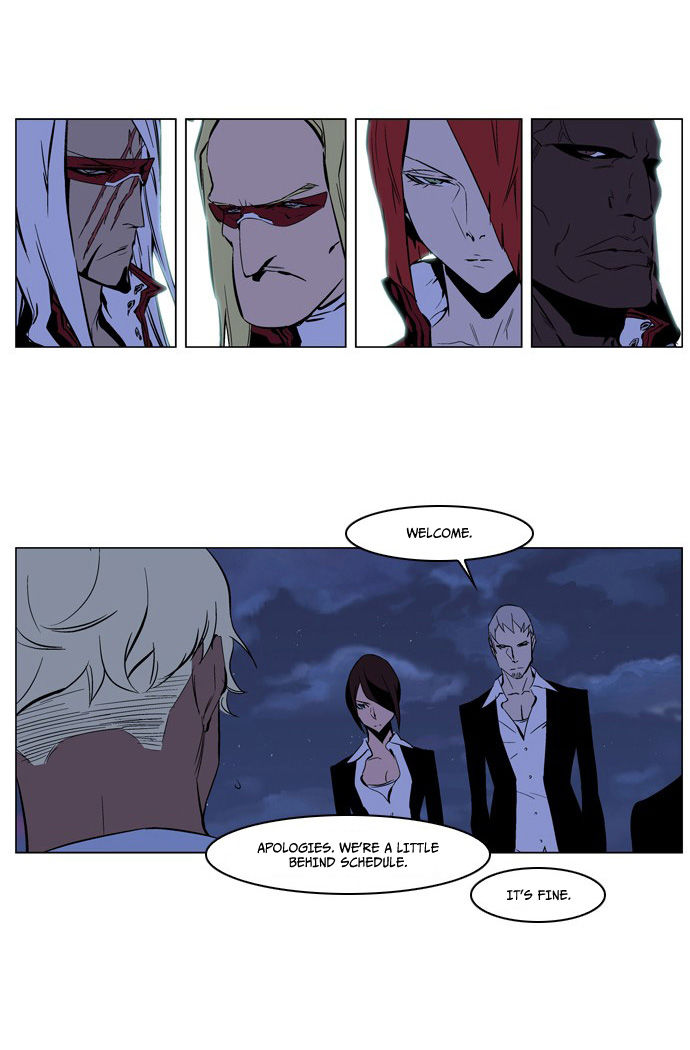 WELCOME.
APOLOGIES. WE'RE A LITTLE
BEHIND SCHEDULE.
IT'S FINE.